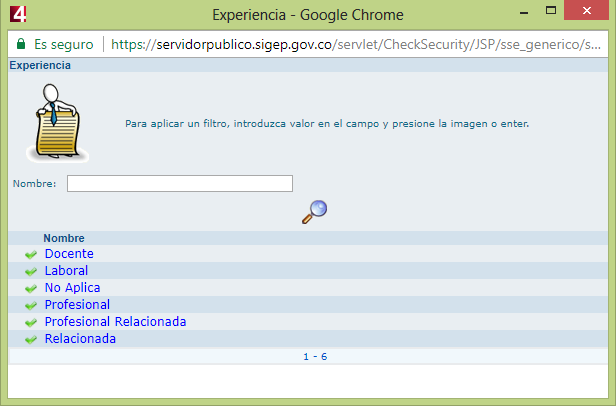 Experiencia - Google Chrome
Es seguro https://servidorpublico.sigep.gov.co/servlet/CheckSecurity/JSP/sse_generico/s...
Experiencia
Para aplicar un filtro, introduzca valor en el campo y presione la imagen o enter.
Nombre:
Nombre
Docente
Laboral
No Aplica
Profesional
Profesional Relacionada
Relacionada
1 - 6